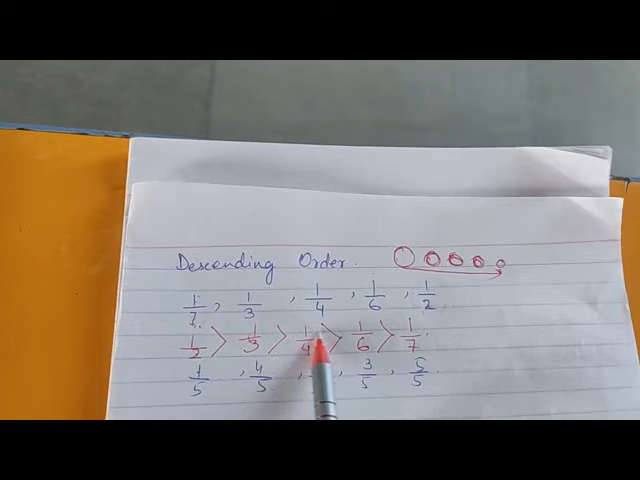 Descending Order.
1/7, 1/3, 1/4, 1/6, 1/2
1/2 > 1/3 > 1/4 > 1/6 > 1/7.
1/5, 4/5, , 3/5, 5/5.